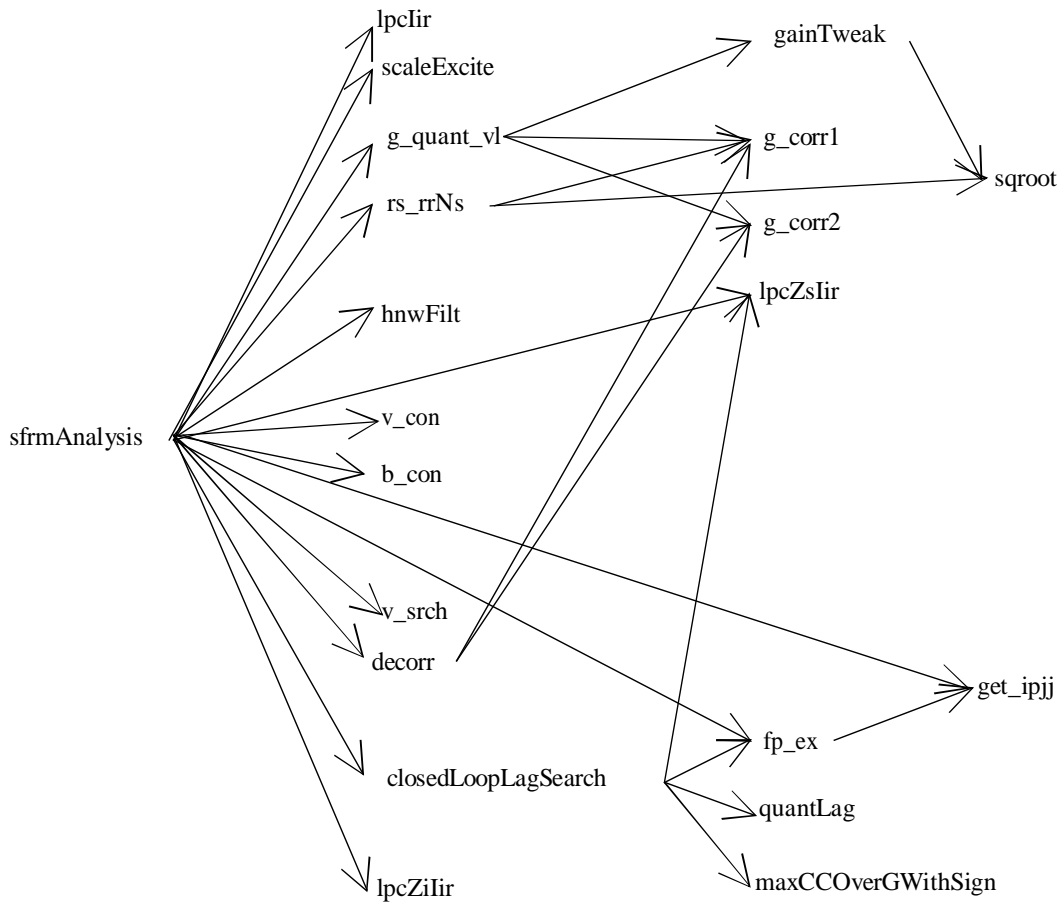 lpcIir
gainTweak
scaleExcite
g_quant_vl
g_corr1
sqroot
rs_rrNs
g_corr2
lpcZsIir
hnwFilt
v_con
sfrmAnalysis
b_con
v_srch
decorr
get_ipjj
fp_ex
closedLoopLagSearch
quantLag
lpcZiIir
maxCCOverGWithSign